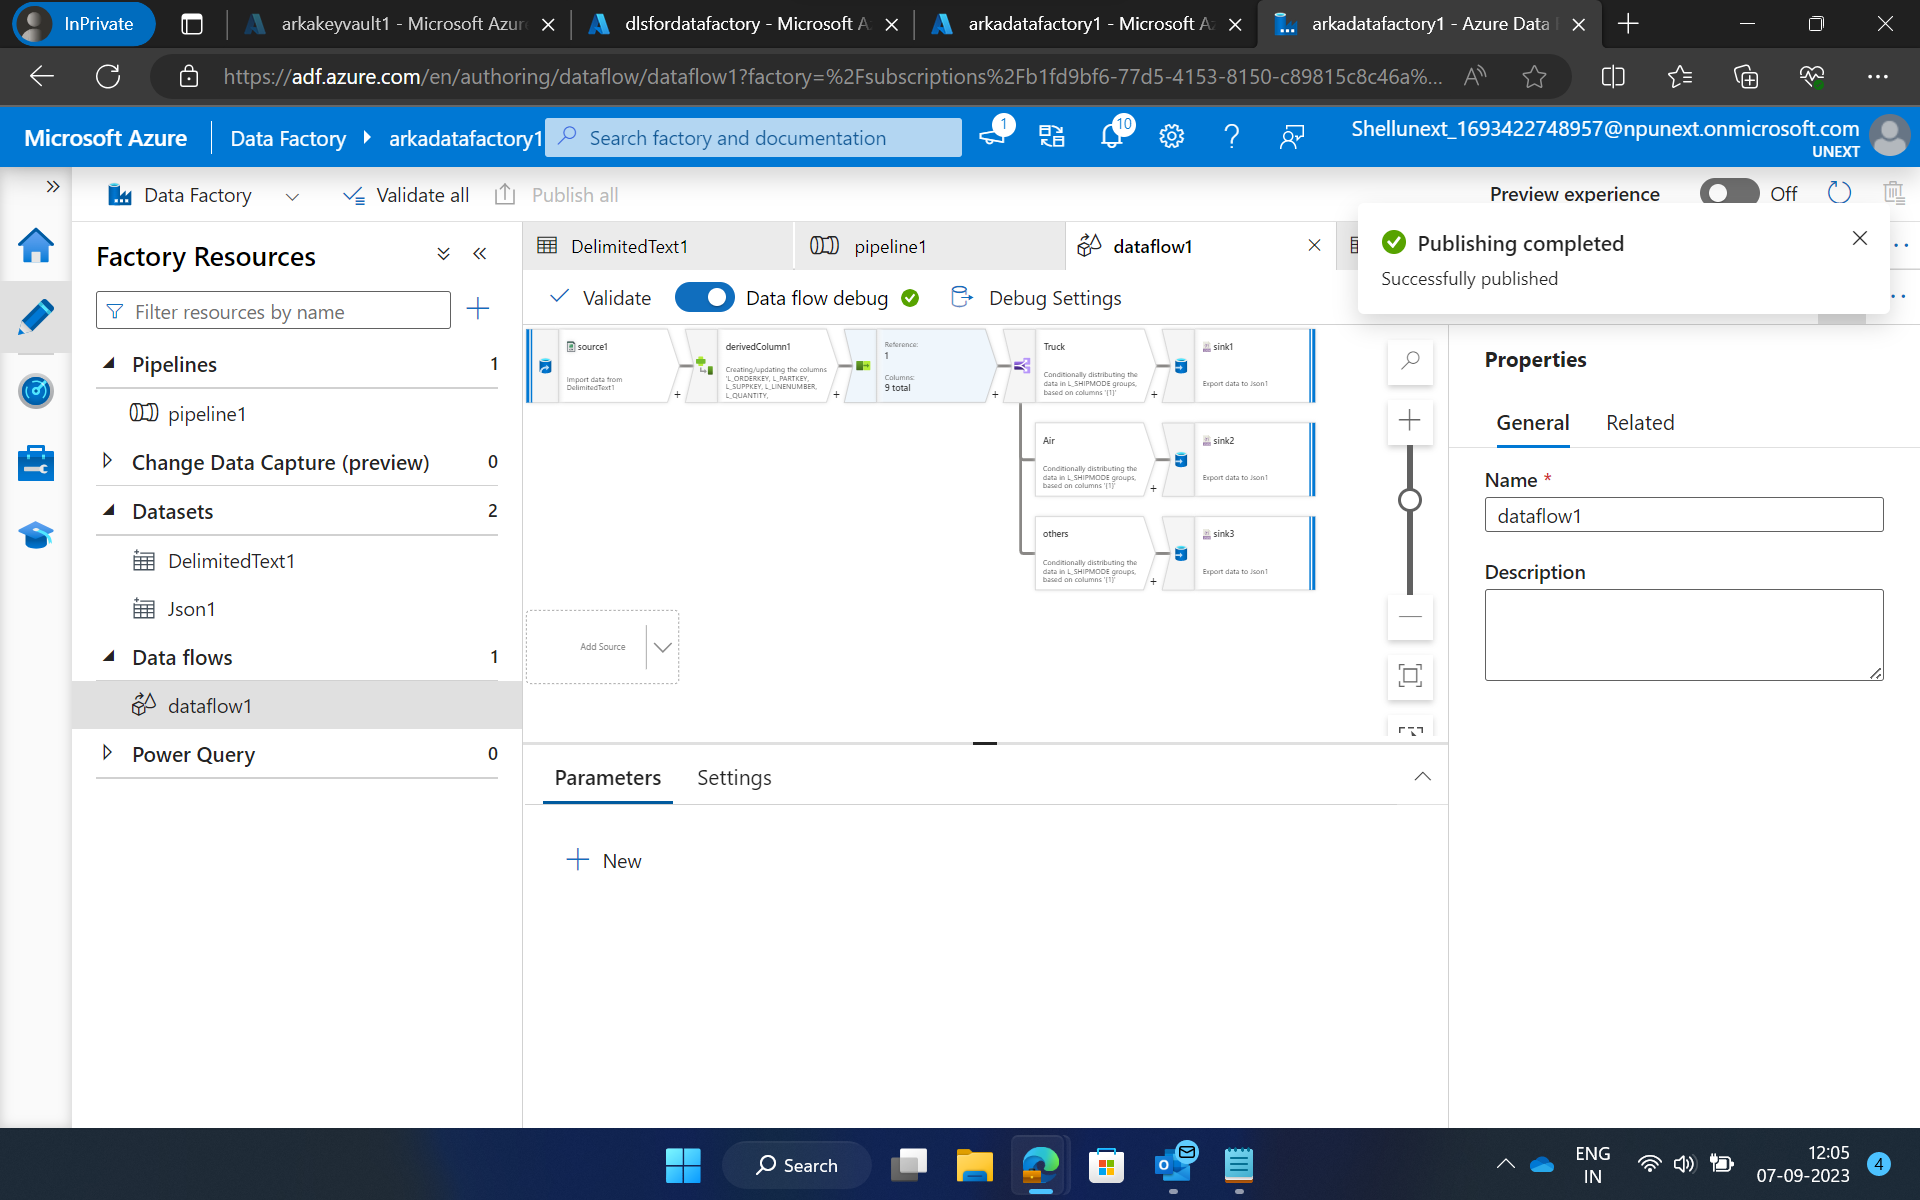 InPrivate
arkakeyvault1 - Microsoft Azur
dlsfordatafactory - Microsoft A
arkadatafactory1 - Microsoft Az
arkadatafactory1 - Azure Data
https://adf.azure.com/en/authoring/dataflow/dataflow1?factory=%2Fsubscriptions%2Fb1fd9bf6-77d5-4153-8150-c89815c8c46a%...
Microsoft Azure
Data Factory
arkadatafactory1
Search factory and documentation
1
10
Shellunext_1693422748957@npunext.onmicrosoft.com
UNEXT
Data Factory
Validate all
Publish all
Preview experience
Off
Publishing completed
Successfully published
Factory Resources
Filter resources by name
Pipelines 1
pipeline1
Change Data Capture (preview) 0
Datasets 2
DelimitedText1
Json1
Data flows 1
dataflow1
Power Query 0
DelimitedText1
pipeline1
dataflow1
Validate
Data flow debug
Debug Settings
source1
Import data from
DelimitedText1
+
derivedColumn1
Creating/updating the columns
'L_ORDERKEY, L_PARTKEY,
L_SUPPKEY, L_LINENUMBER,
L_QUANTITY,
+
Reference:
1
Columns:
9 total
+
Truck
Conditionally distributing the
data in L_SHIPMODE groups,
based on columns '{1}'
+
sink1
Export data to Json1
Air
Conditionally distributing the
data in L_SHIPMODE groups,
based on columns '{1}'
+
sink2
Export data to Json1
others
Conditionally distributing the
data in L_SHIPMODE groups,
based on columns '{1}'
+
sink3
Export data to Json1
Add Source
Parameters
Settings
New
Properties
General
Related
Name *
dataflow1
Description
Search
ENG
IN
12:05
07-09-2023
4